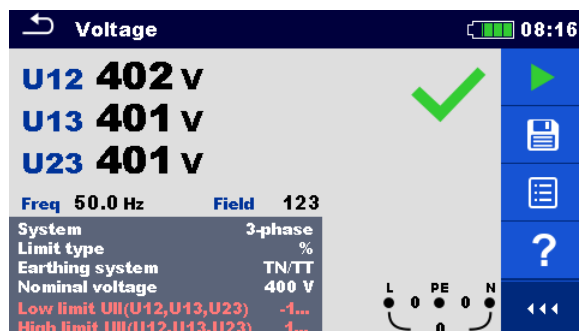 Voltage 08:16
U12 402 V
U13 401 V
U23 401 V
Freq 50.0 Hz Field 123
System 3-phase
Limit type %
Earthing system TN/TT
Nominal voltage 400 V
Low limit Ull(U12,U13,U23) -1...
High limit Ull(U12,U13,U23) 1...
?
L PE N
0 0
0